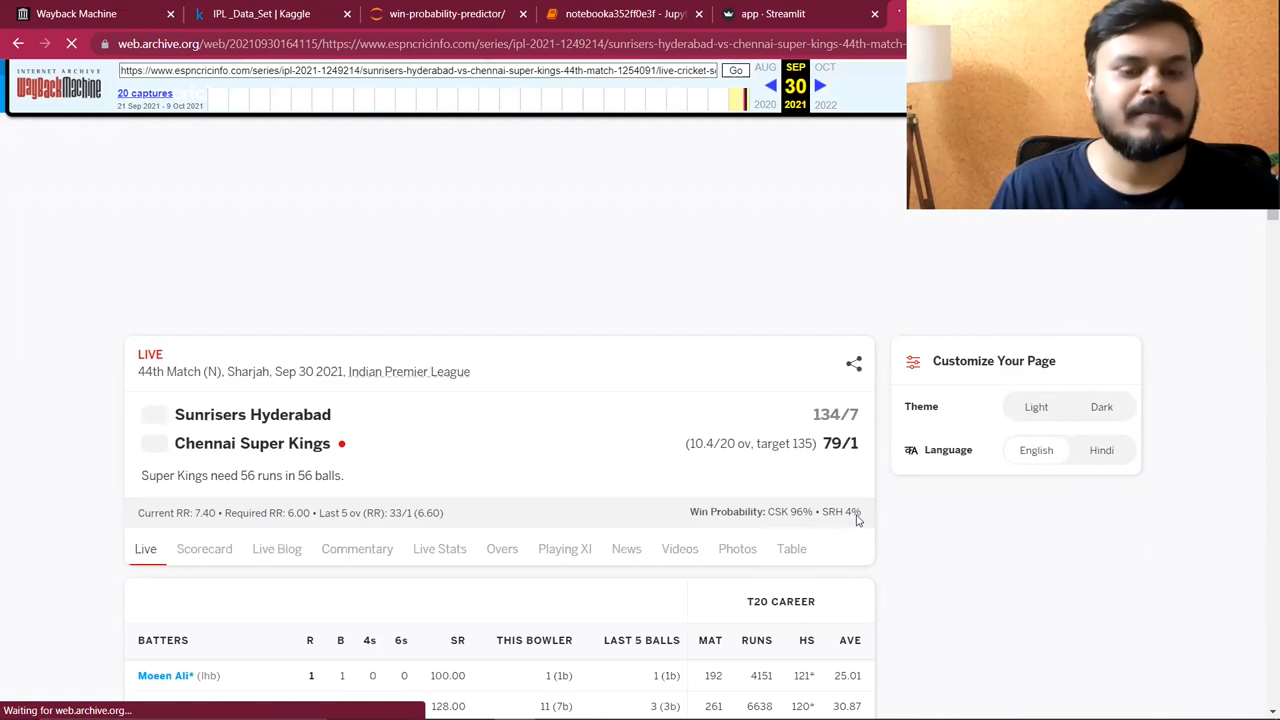 Wayback Machine
IPL _Data_Set | Kaggle
win-probability-predictor/
notebooka352ff0e3f - Jupyt
app · Streamlit
web.archive.org/web/20210930164115/https://www.espncricinfo.com/series/ipl-2021-1249214/sunrisers-hyderabad-vs-chennai-super-kings-44th-match-
INTERNET ARCHIVE
WayBackMachine
https://www.espncricinfo.com/series/ipl-2021-1249214/sunrisers-hyderabad-vs-chennai-super-kings-44th-match-1254091/live-cricket-s
Go
AUG SEP OCT
20 captures
30
21 Sep 2021 - 9 Oct 2021
2020 2021 2022
LIVE
44th Match (N), Sharjah, Sep 30 2021, Indian Premier League
Sunrisers Hyderabad 134/7
Chennai Super Kings (10.4/20 ov, target 135) 79/1
Super Kings need 56 runs in 56 balls.
Current RR: 7.40 • Required RR: 6.00 • Last 5 ov (RR): 33/1 (6.60)
Win Probability: CSK 96% • SRH 4%
Live Scorecard Live Blog Commentary Live Stats Overs Playing XI News Videos Photos Table
Customize Your Page
Theme Light Dark
Language English Hindi
T20 CAREER
BATTERS R B 4s 6s SR THIS BOWLER LAST 5 BALLS MAT RUNS HS AVE
Moeen Ali* (lhb) 1 1 0 0 100.00 1 (1b) 1 (1b) 192 4151 121* 25.01
128.00 11 (7b) 3 (3b) 261 6638 120* 30.87
Waiting for web.archive.org...